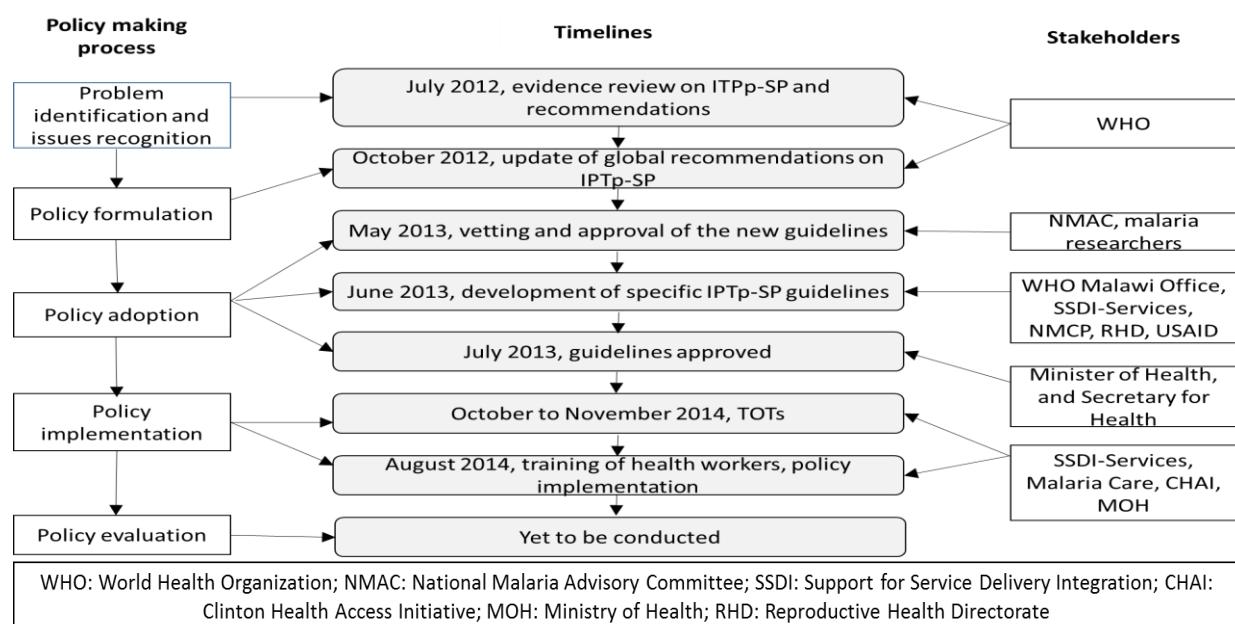 Policy making
process
Timelines
Stakeholders
Problem
identification and
issues recognition
July 2012, evidence review on ITPp-SP and
recommendations
WHO
October 2012, update of global recommendations on
IPTp-SP
Policy formulation
May 2013, vetting and approval of the new guidelines
NMAC, malaria
researchers
Policy adoption
June 2013, development of specific IPTp-SP guidelines
WHO Malawi Office,
SSDI-Services,
NMCP, RHD, USAID
July 2013, guidelines approved
Minister of Health,
and Secretary for
Health
Policy
implementation
October to November 2014, TOTs
August 2014, training of health workers, policy
implementation
SSDI-Services,
Malaria Care, CHAI,
MOH
Policy evaluation
Yet to be conducted
WHO: World Health Organization; NMAC: National Malaria Advisory Committee; SSDI: Support for Service Delivery Integration; CHAI:
Clinton Health Access Initiative; MOH: Ministry of Health; RHD: Reproductive Health Directorate